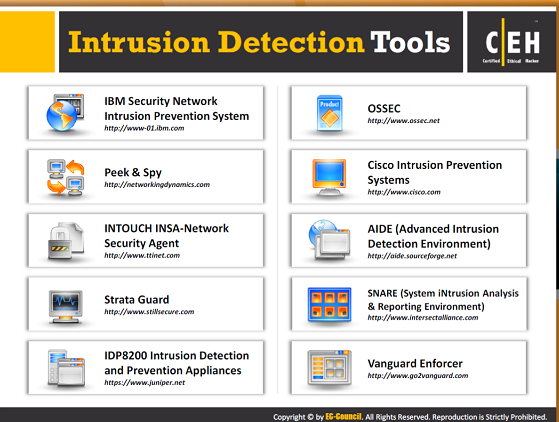 Intrusion Detection Tools
CEH
Certified Ethical Hacker
IBM Security Network
Intrusion Prevention System
http://www-01.ibm.com
Peek & Spy
http://networkingdynamics.com
INTOUCH INSA-Network
Security Agent
http://www.ttinet.com
Strata Guard
http://www.stillsecure.com
IDP8200 Intrusion Detection
and Prevention Appliances
https://www.juniper.net
Product
OSSEC
http://www.ossec.net
Cisco Intrusion Prevention
Systems
http://www.cisco.com
AIDE (Advanced Intrusion
Detection Environment)
http://aide.sourceforge.net
SNARE (System iNtrusion Analysis
& Reporting Environment)
http://www.intersectalliance.com
Vanguard Enforcer
http://www.go2vanguard.com
Copyright © by EC-Council. All Rights Reserved. Reproduction is Strictly Prohibited.